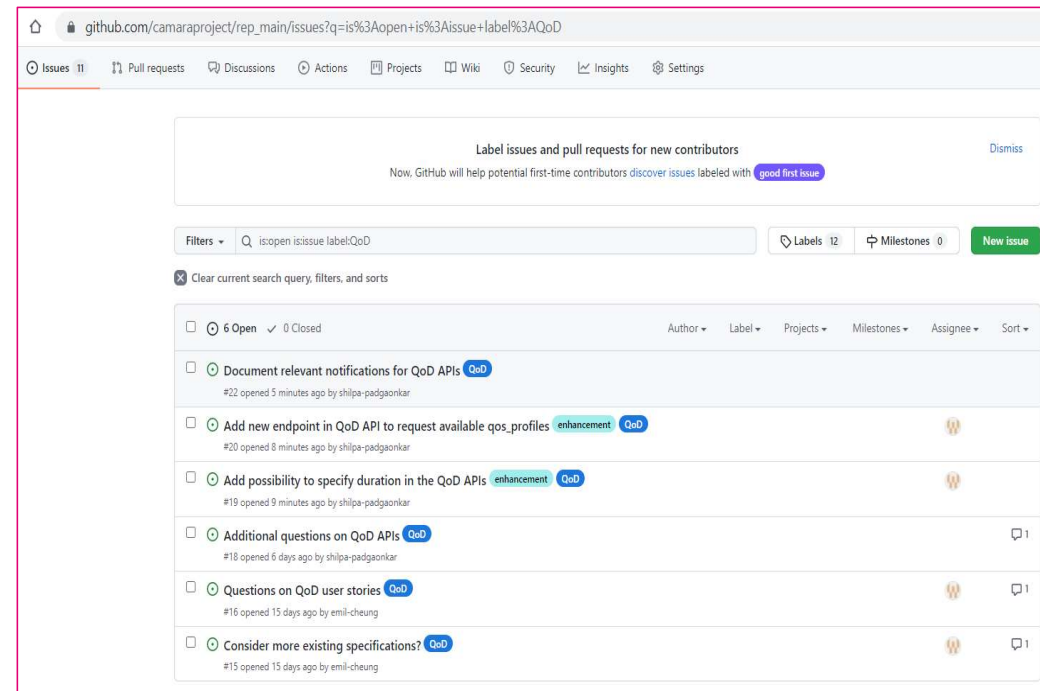 github.com/camaraproject/rep_main/issues?q=is%3Aopen+is%3Aissue+label%3AQoD
Issues 11 Pull requests Discussions Actions Projects Wiki Security Insights Settings
Label issues and pull requests for new contributors Dismiss
Now, GitHub will help potential first-time contributors discover issues labeled with good first issue
Filters is:open is:issue label:QoD Labels 12 Milestones 0 New issue
Clear current search query, filters, and sorts
6 Open 0 Closed Author Label Projects Milestones Assignee Sort
Document relevant notifications for QoD APIs QoD
#22 opened 5 minutes ago by shilpa-padgaonkar
Add new endpoint in QoD API to request available qos_profiles enhancement QoD
#20 opened 8 minutes ago by shilpa-padgaonkar
Add possibility to specify duration in the QoD APIs enhancement QoD
#19 opened 9 minutes ago by shilpa-padgaonkar
Additional questions on QoD APIs QoD 1
#18 opened 6 days ago by shilpa-padgaonkar
Questions on QoD user stories QoD 1
#16 opened 15 days ago by emil-cheung
Consider more existing specifications? QoD 1
#15 opened 15 days ago by emil-cheung